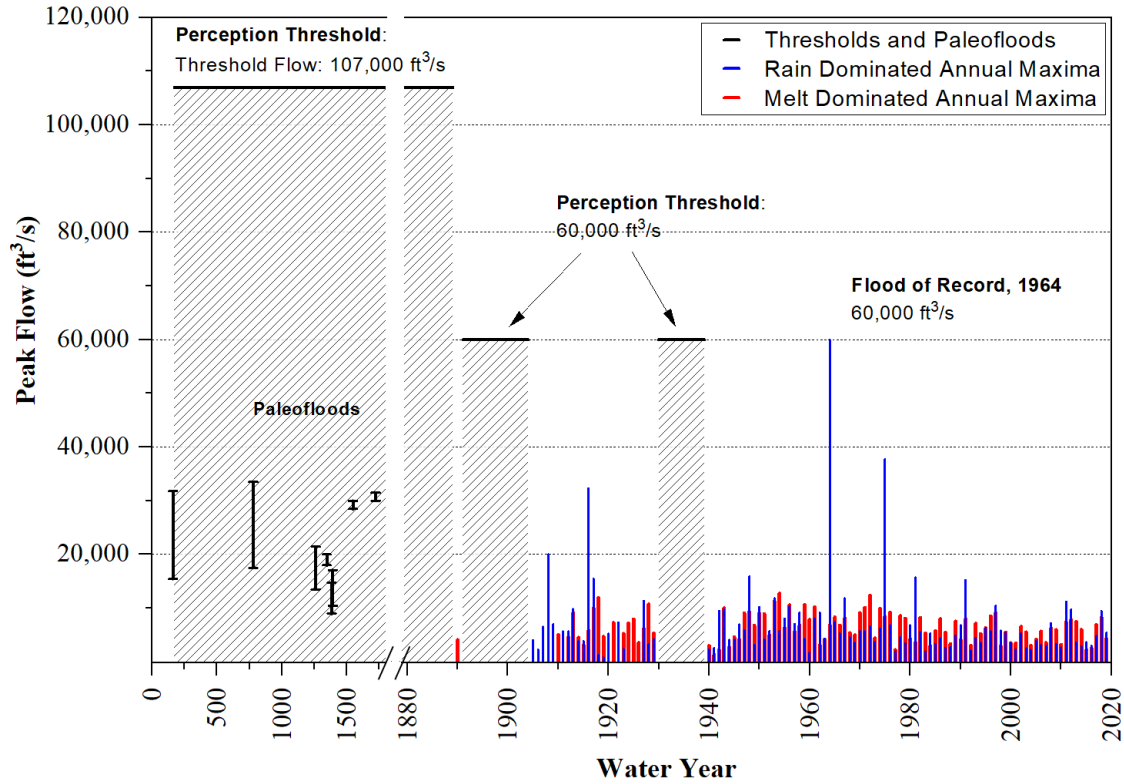 120,000
100,000
80,000
60,000
40,000
20,000
Peak Flow (ft³/s)
Perception Threshold:
Threshold Flow: 107,000 ft³/s
Thresholds and Paleofloods
Rain Dominated Annual Maxima
Melt Dominated Annual Maxima
Perception Threshold:
60,000 ft³/s
Flood of Record, 1964
60,000 ft³/s
Paleofloods
0
500
1000
1500
1880
1900
1920
1940
1960
1980
2000
2020
Water Year